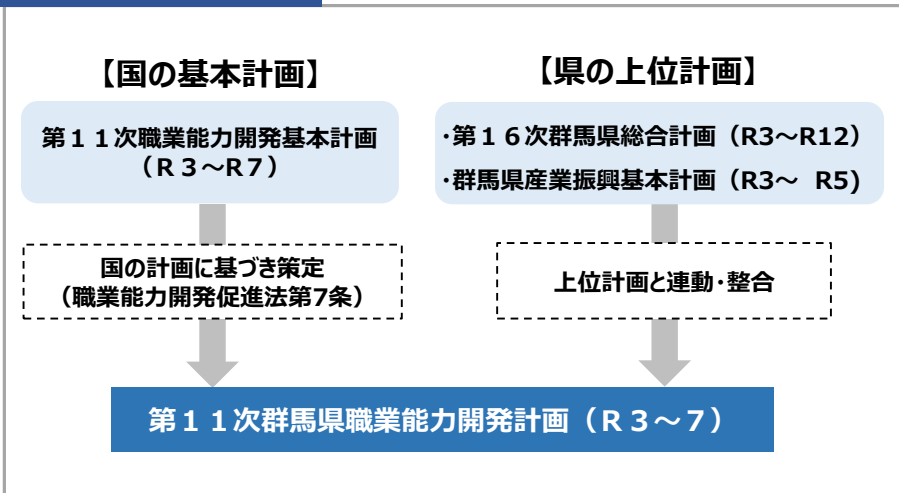 【国の基本計画】
第１１次職業能力開発基本計画
（Ｒ３～Ｒ７）
国の計画に基づき策定
（職業能力開発促進法第7条）
【県の上位計画】
・第１６次群馬県総合計画（R3～R12）
・群馬県産業振興基本計画（R3～ R5)
上位計画と連動・整合
第１１次群馬県職業能力開発計画（Ｒ３～７）